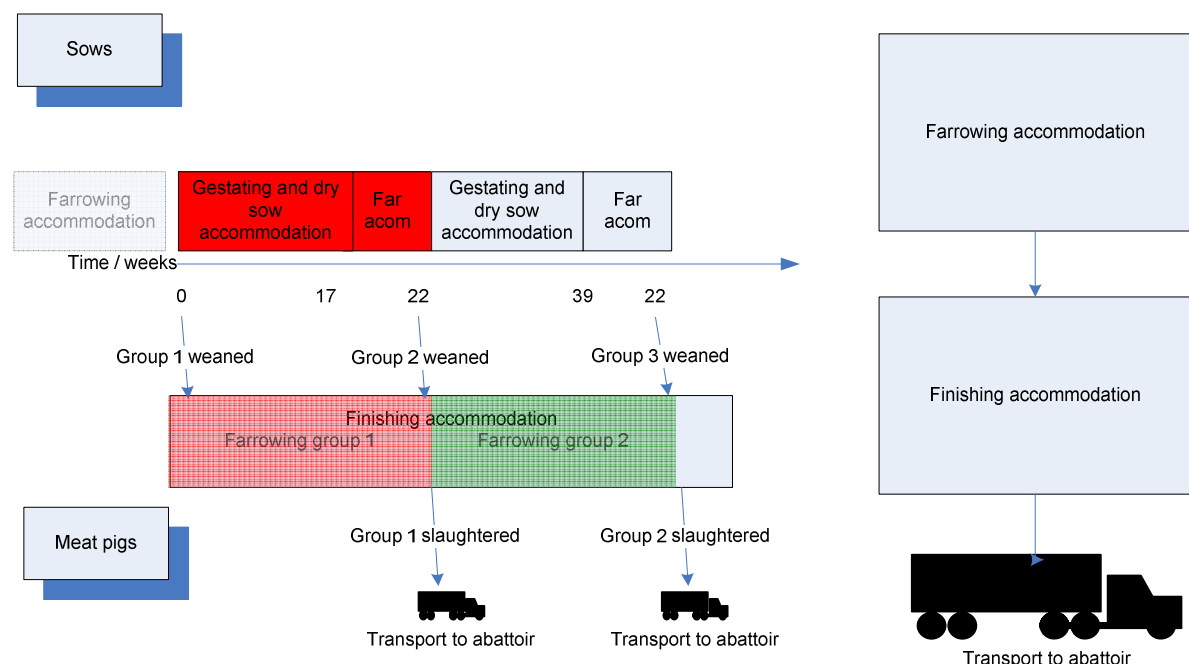 Sows
Farrowing
accommodation
Gestating and dry
sow
accommodation
Far
acom
Gestating and
dry sow
accommodation
Far
acom
Time / weeks
0
17
22
39
22
Group 1 weaned
Group 2 weaned
Group 3 weaned
Finishing accommodation
Farrowing group 1
Farrowing group 2
Group 1 slaughtered
Group 2 slaughtered
Meat pigs
Transport to abattoir
Transport to abattoir
Farrowing accommodation
Finishing accommodation
Transport to abattoir